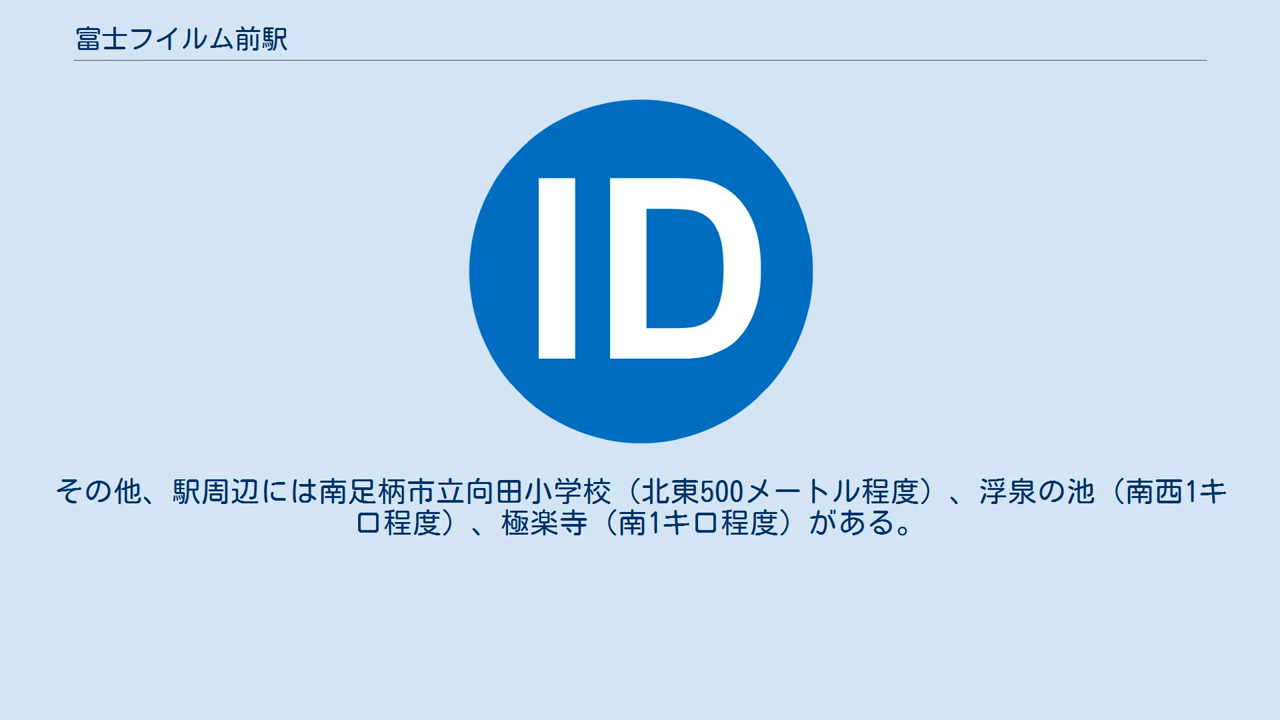 富士フイルム前駅
ID
その他、駅周辺には南足柄市立向田小学校（北東500メートル程度）、浮泉の池（南西1キ
ロ程度）、極楽寺（南1キロ程度）がある。